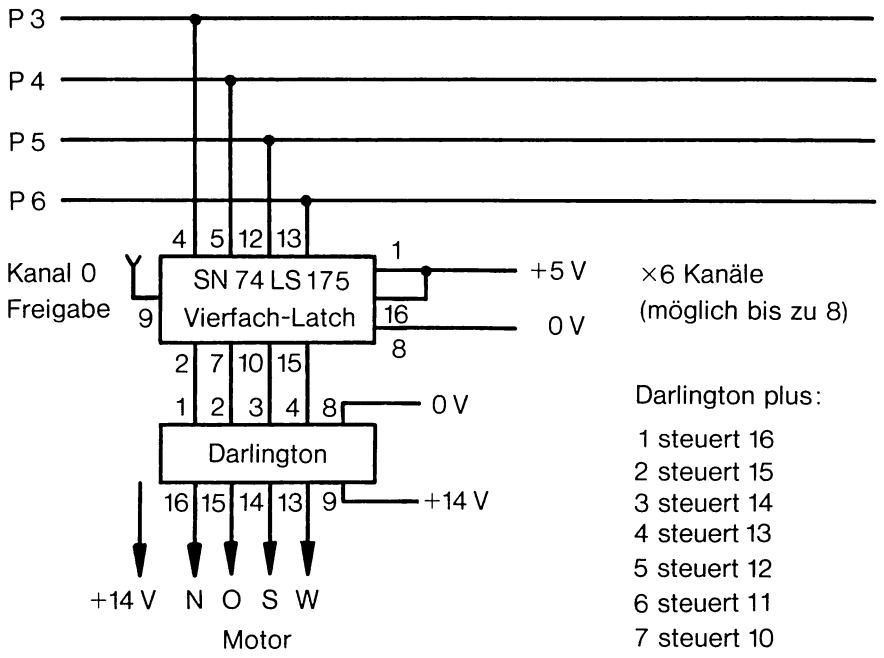 P 3
P 4
P 5
P 6
4 5 12 13 1
Kanal 0
Freigabe
9
SN 74 LS 175
Vierfach-Latch
+5 V
16
0 V
8
×6 Kanäle
(möglich bis zu 8)
2 7 10 15
1 2 3 4 8
0 V
Darlington
16 15 14 13 9
+14 V
+14 V N O S W
Motor
Darlington plus:
1 steuert 16
2 steuert 15
3 steuert 14
4 steuert 13
5 steuert 12
6 steuert 11
7 steuert 10